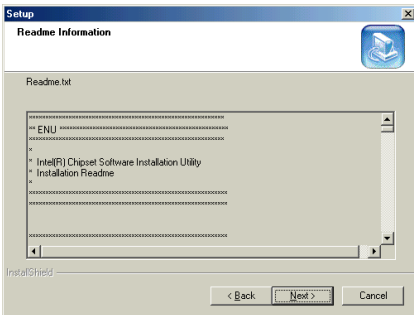 Setup
Readme Information
Readme.txt
************************************************************
** ENU ****************************************************
************************************************************
*
* Intel(R) Chipset Software Installation Utility
* Installation Readme
*
************************************************************
************************************************************
************************************************************
InstallShield
< Back
Next >
Cancel